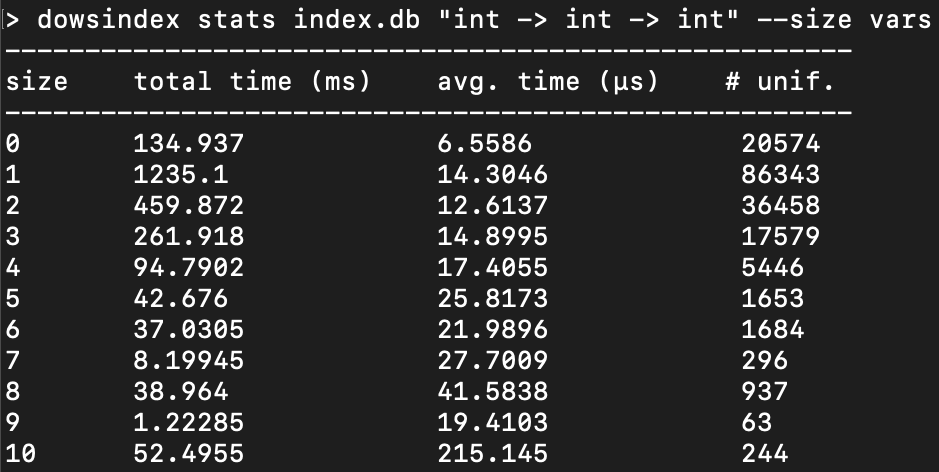 > dowsindex stats index.db "int -> int -> int" --size vars
------------------------------------------------------
size total time (ms) avg. time (μs) # unif.
------------------------------------------------------
0 134.937 6.5586 20574
1 1235.1 14.3046 86343
2 459.872 12.6137 36458
3 261.918 14.8995 17579
4 94.7902 17.4055 5446
5 42.676 25.8173 1653
6 37.0305 21.9896 1684
7 8.19945 27.7009 296
8 38.964 41.5838 937
9 1.22285 19.4103 63
10 52.4955 215.145 244